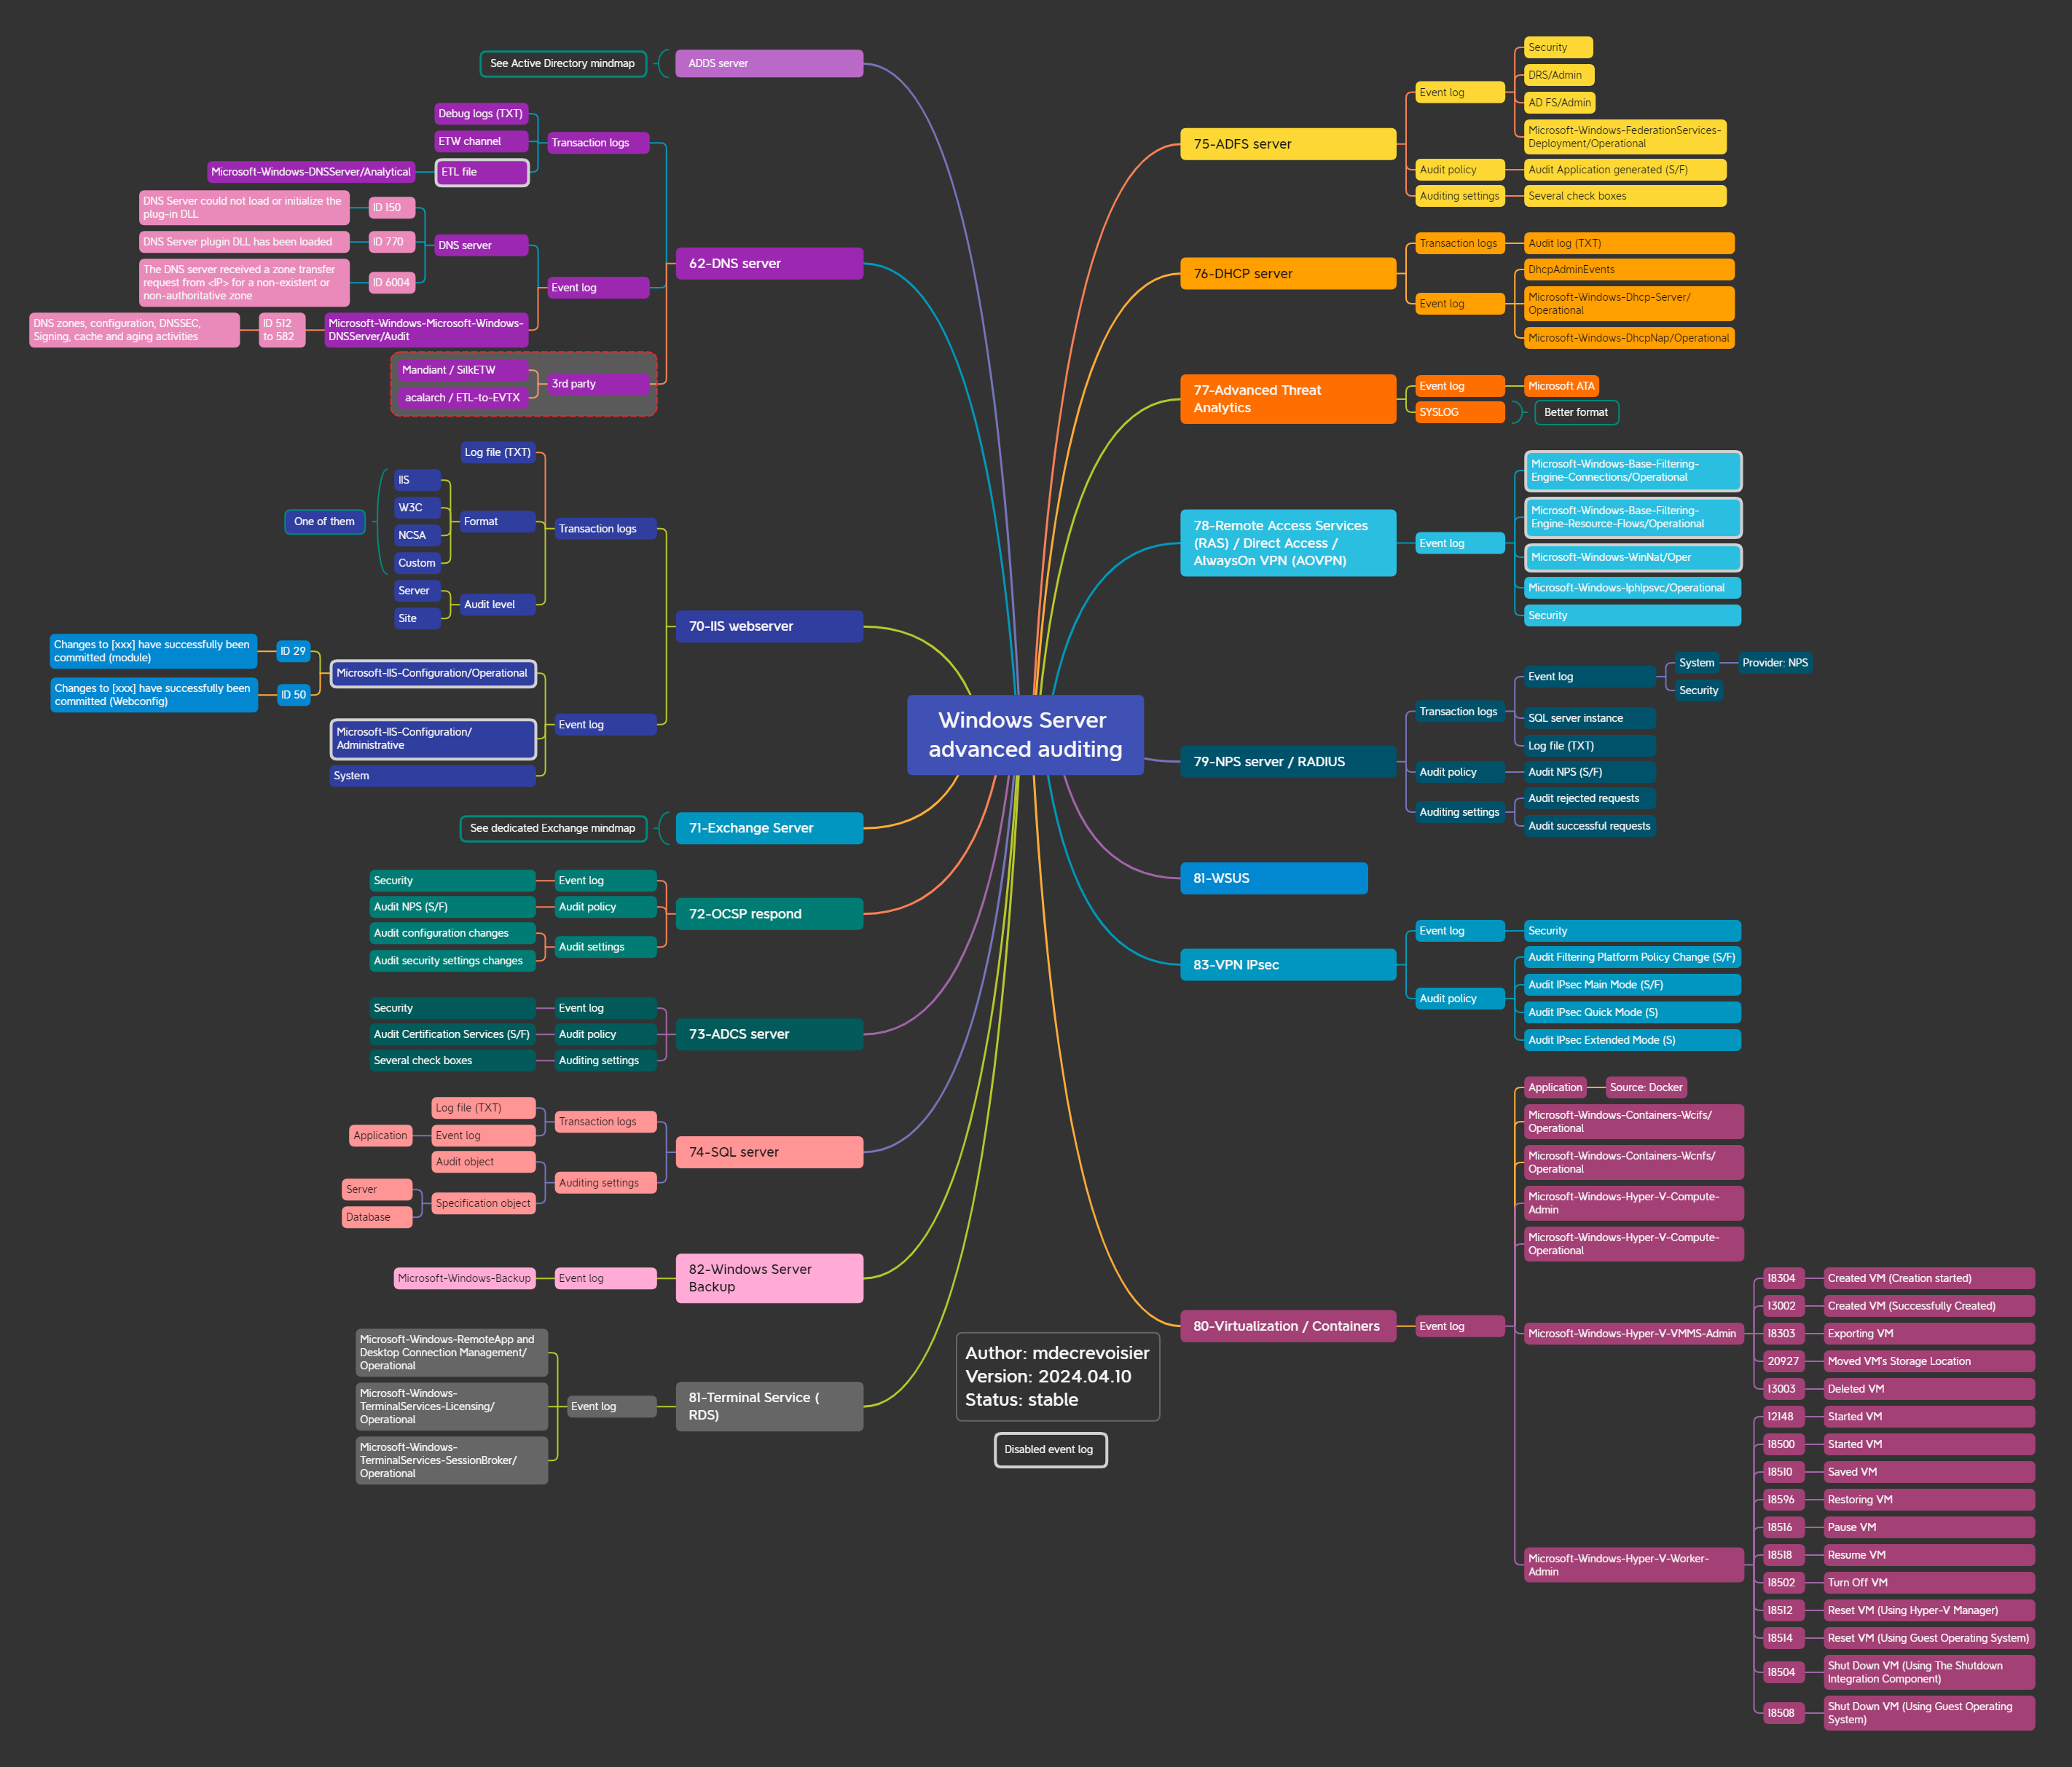 Windows Server
advanced auditing
ADDS server
See Active Directory mindmap
62-DNS server
Transaction logs
Debug logs (TXT)
ETW channel
ETL file
Microsoft-Windows-DNSServer/Analytical
Event log
DNS server
ID 150
DNS Server could not load or initialize the
plug-in DLL
ID 770
DNS Server plugin DLL has been loaded
ID 6004
The DNS server received a zone transfer
request from <IP> for a non-existent or
non-authoritative zone
Microsoft-Windows-Microsoft-Windows-
DNSServer/Audit
ID 512
to 582
DNS zones, configuration, DNSSEC,
Signing, cache and aging activities
3rd party
Mandiant / SilkETW
acalarch / ETL-to-EVTX
70-IIS webserver
Transaction logs
Log file (TXT)
Format
IIS
W3C
NCSA
Custom
One of them
Audit level
Server
Site
Event log
Microsoft-IIS-Configuration/Operational
ID 29
Changes to [xxx] have successfully been
committed (module)
ID 50
Changes to [xxx] have successfully been
committed (Webconfig)
Microsoft-IIS-Configuration/
Administrative
System
71-Exchange Server
See dedicated Exchange mindmap
72-OCSP respond
Event log
Security
Audit policy
Audit NPS (S/F)
Audit settings
Audit configuration changes
Audit security settings changes
73-ADCS server
Event log
Security
Audit policy
Audit Certification Services (S/F)
Auditing settings
Several check boxes
74-SQL server
Transaction logs
Log file (TXT)
Event log
Application
Auditing settings
Audit object
Specification object
Server
Database
82-Windows Server
Backup
Event log
Microsoft-Windows-Backup
81-Terminal Service (
RDS)
Event log
Microsoft-Windows-RemoteApp and
Desktop Connection Management/
Operational
Microsoft-Windows-
TerminalServices-Licensing/
Operational
Microsoft-Windows-
TerminalServices-SessionBroker/
Operational
75-ADFS server
Event log
Security
DRS/Admin
AD FS/Admin
Microsoft-Windows-FederationServices-
Deployment/Operational
Audit policy
Audit Application generated (S/F)
Auditing settings
Several check boxes
76-DHCP server
Transaction logs
Audit log (TXT)
Event log
DhcpAdminEvents
Microsoft-Windows-Dhcp-Server/
Operational
Microsoft-Windows-DhcpNap/Operational
77-Advanced Threat
Analytics
Event log
Microsoft ATA
SYSLOG
Better format
78-Remote Access Services
(RAS) / Direct Access /
AlwaysOn VPN (AOVPN)
Event log
Microsoft-Windows-Base-Filtering-
Engine-Connections/Operational
Microsoft-Windows-Base-Filtering-
Engine-Resource-Flows/Operational
Microsoft-Windows-WinNat/Oper
Microsoft-Windows-Iphlpsvc/Operational
Security
79-NPS server / RADIUS
Transaction logs
Event log
System
Provider: NPS
Security
SQL server instance
Log file (TXT)
Audit policy
Audit NPS (S/F)
Auditing settings
Audit rejected requests
Audit successful requests
81-WSUS
83-VPN IPsec
Event log
Security
Audit policy
Audit Filtering Platform Policy Change (S/F)
Audit IPsec Main Mode (S/F)
Audit IPsec Quick Mode (S)
Audit IPsec Extended Mode (S)
80-Virtualization / Containers
Event log
Application
Source: Docker
Microsoft-Windows-Containers-Wcifs/
Operational
Microsoft-Windows-Containers-Wcnfs/
Operational
Microsoft-Windows-Hyper-V-Compute-
Admin
Microsoft-Windows-Hyper-V-Compute-
Operational
Microsoft-Windows-Hyper-V-VMMS-Admin
18304
Created VM (Creation started)
13002
Created VM (Successfully Created)
18303
Exporting VM
20927
Moved VM's Storage Location
13003
Deleted VM
Microsoft-Windows-Hyper-V-Worker-
Admin
12148
Started VM
18500
Started VM
18510
Saved VM
18596
Restoring VM
18516
Pause VM
18518
Resume VM
18502
Turn Off VM
18512
Reset VM (Using Hyper-V Manager)
18514
Reset VM (Using Guest Operating System)
18504
Shut Down VM (Using The Shutdown
Integration Component)
18508
Shut Down VM (Using Guest Operating
System)
Author: mdecrevoisier
Version: 2024.04.10
Status: stable
Disabled event log